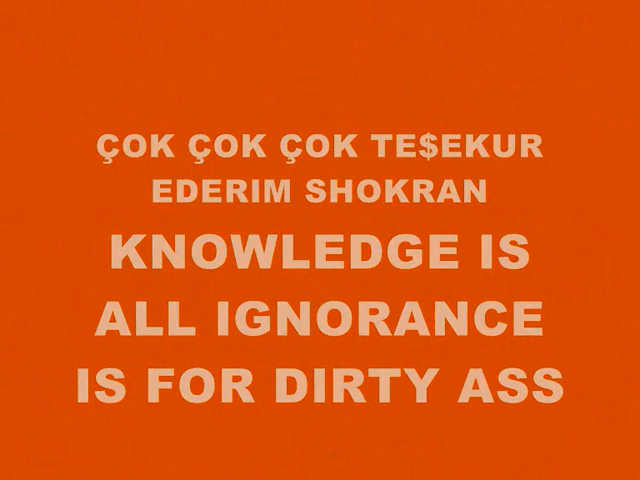 ÇOK ÇOK ÇOK TE$EKUR
EDERIM SHOKRAN
KNOWLEDGE IS
ALL IGNORANCE
IS FOR DIRTY ASS